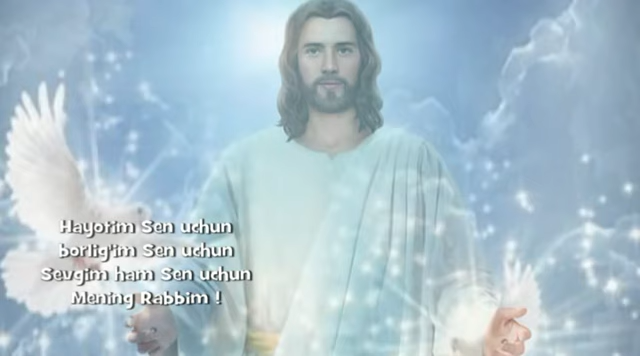 Hayotim Sen uchun
borlig'im Sen uchun
Sevgim ham Sen uchun
Mening Rabbim !